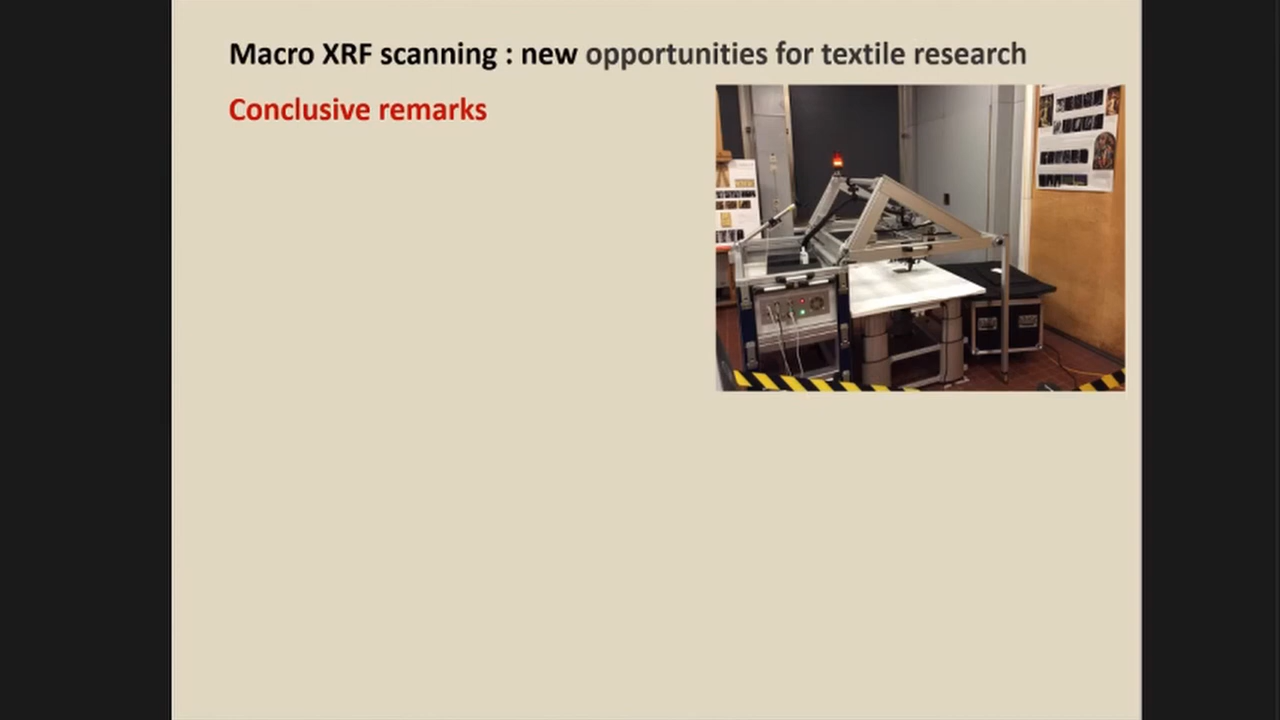 Macro XRF scanning : new opportunities for textile research
Conclusive remarks